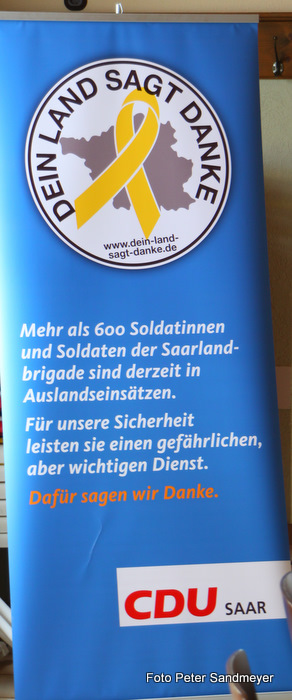 DEIN LAND SAGT DANKE
www.dein-land-
sagt-danke.de
Mehr als 600 Soldatinnen
und Soldaten der Saarland-
brigade sind derzeit in
Auslandseinsätzen.
Für unsere Sicherheit
leisten sie einen gefährlichen,
aber wichtigen Dienst.
Dafür sagen wir Danke.
CDU SAAR
Foto Peter Sandmeyer